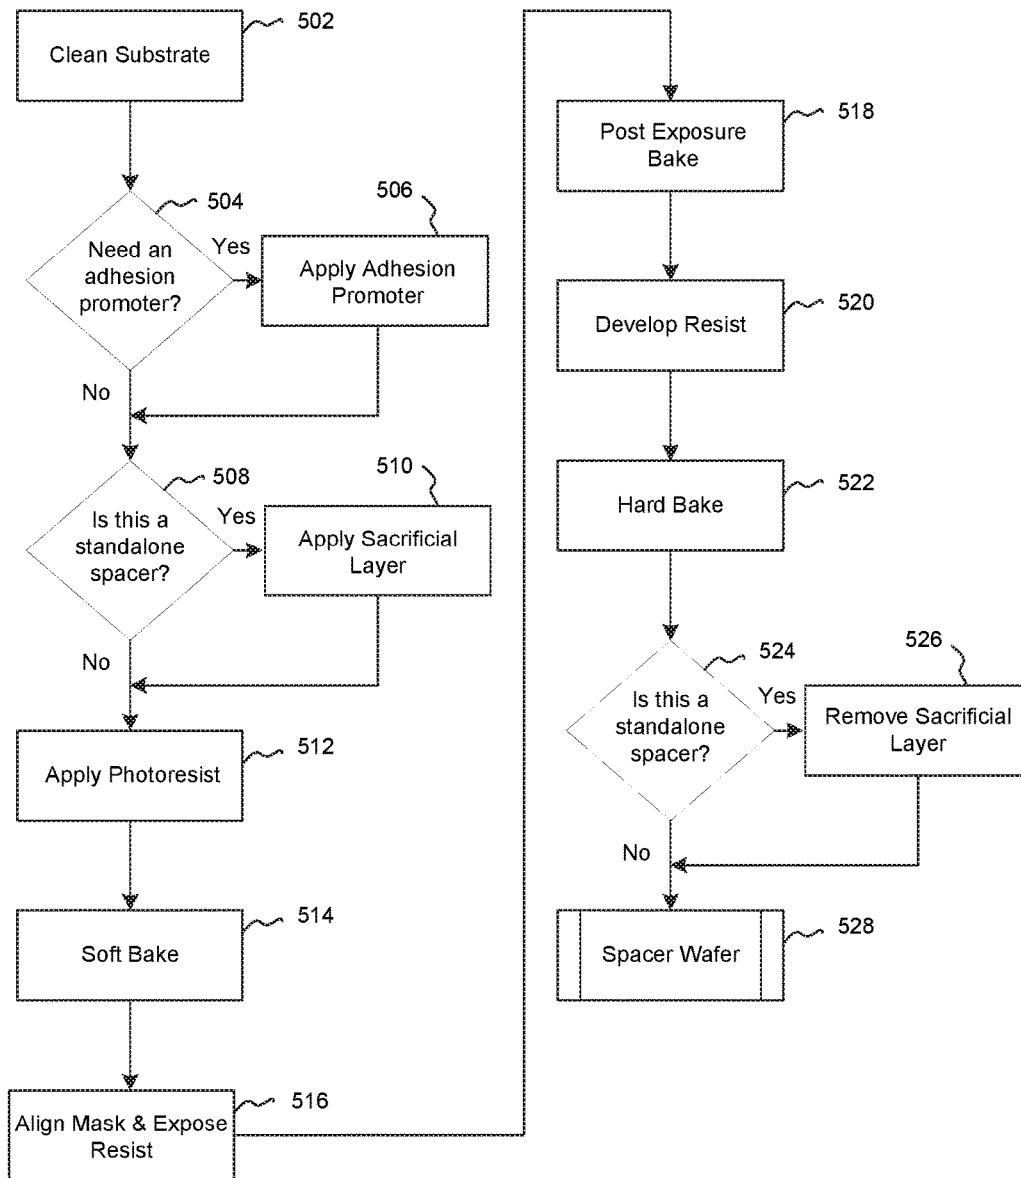 502
Clean Substrate
504
Need an
adhesion
promoter?
Yes
506
Apply Adhesion
Promoter
No
508
Is this a
standalone
spacer?
Yes
510
Apply Sacrificial
Layer
No
512
Apply Photoresist
514
Soft Bake
516
Align Mask & Expose
Resist
518
Post Exposure
Bake
520
Develop Resist
522
Hard Bake
524
Is this a
standalone
spacer?
Yes
526
Remove Sacrificial
Layer
No
528
Spacer Wafer